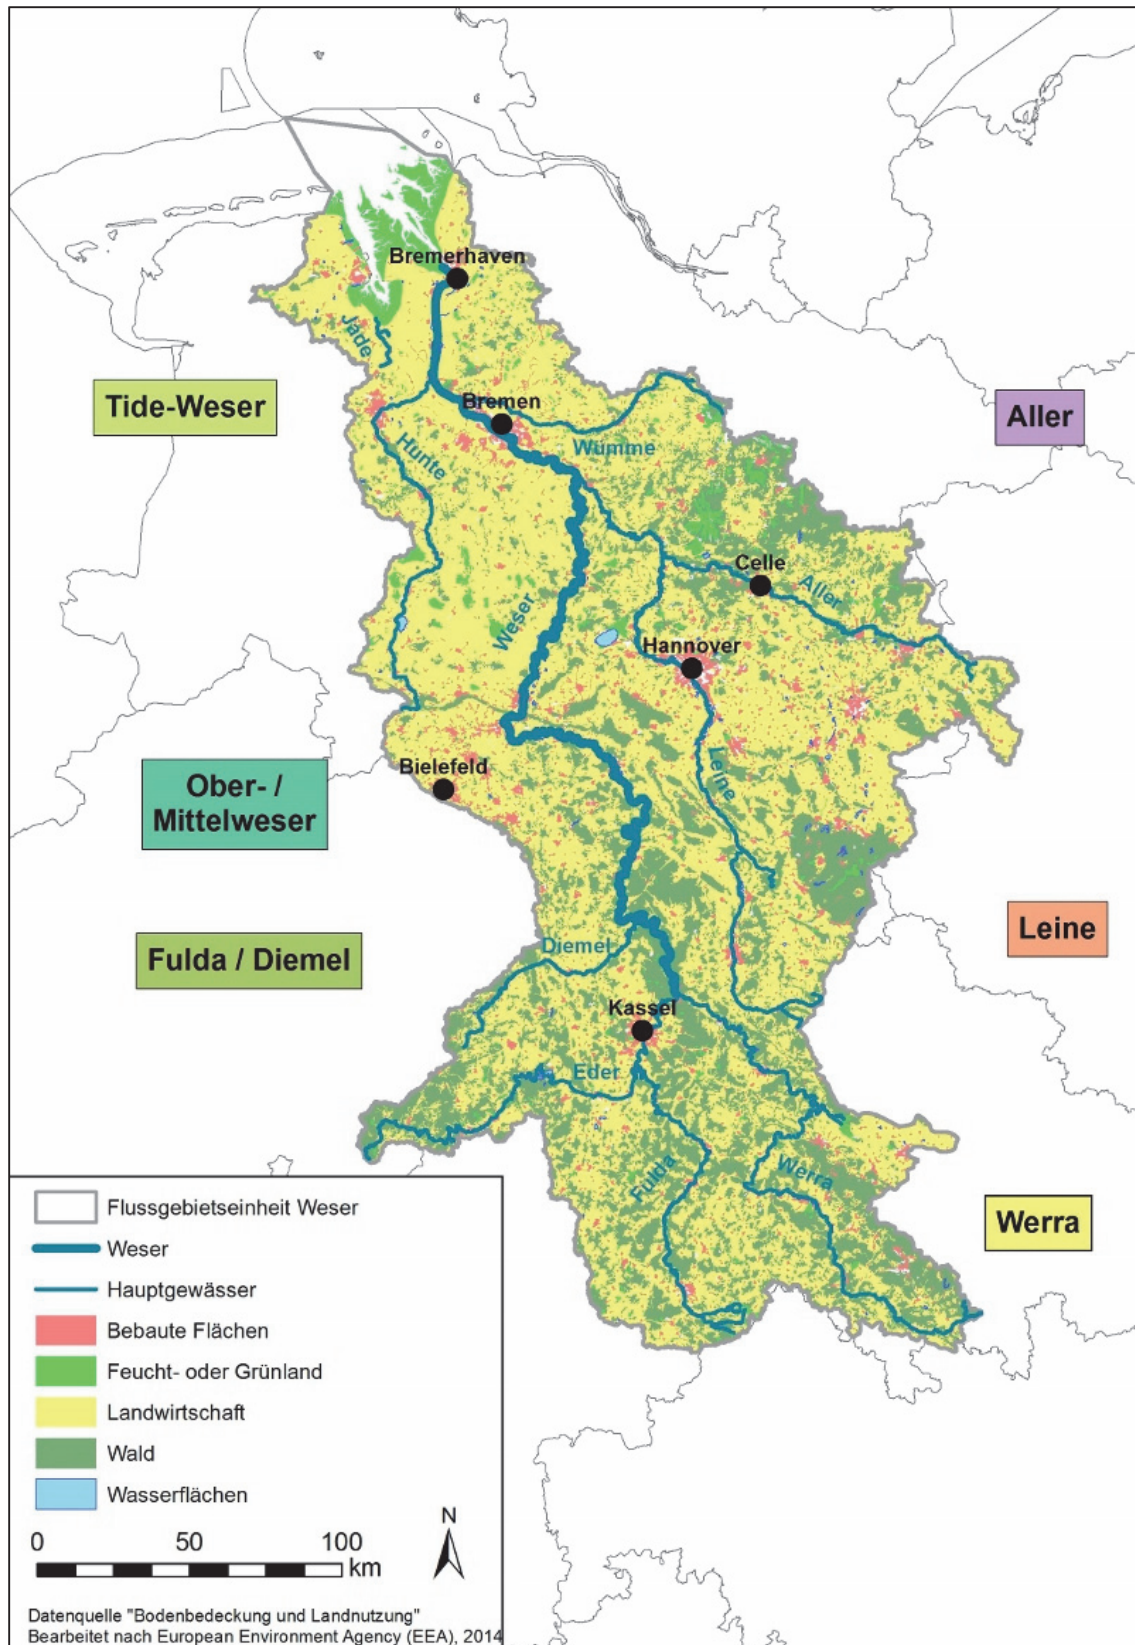 Bremerhaven
Jade
Tide-Weser
Aller
Bremen
Wümme
Hunte
Celle
Aller
Weser
Hannover
Leine
Bielefeld
Ober- /
Mittelweser
Leine
Diemel
Fulda / Diemel
Kassel
Eder
Fulda
Werra
Werra
Flussgebietseinheit Weser
Weser
Hauptgewässer
Bebaute Flächen
Feucht- oder Grünland
Landwirtschaft
Wald
Wasserflächen
N
0 50 100
km
Datenquelle "Bodenbedeckung und Landnutzung"
Bearbeitet nach European Environment Agency (EEA), 2014